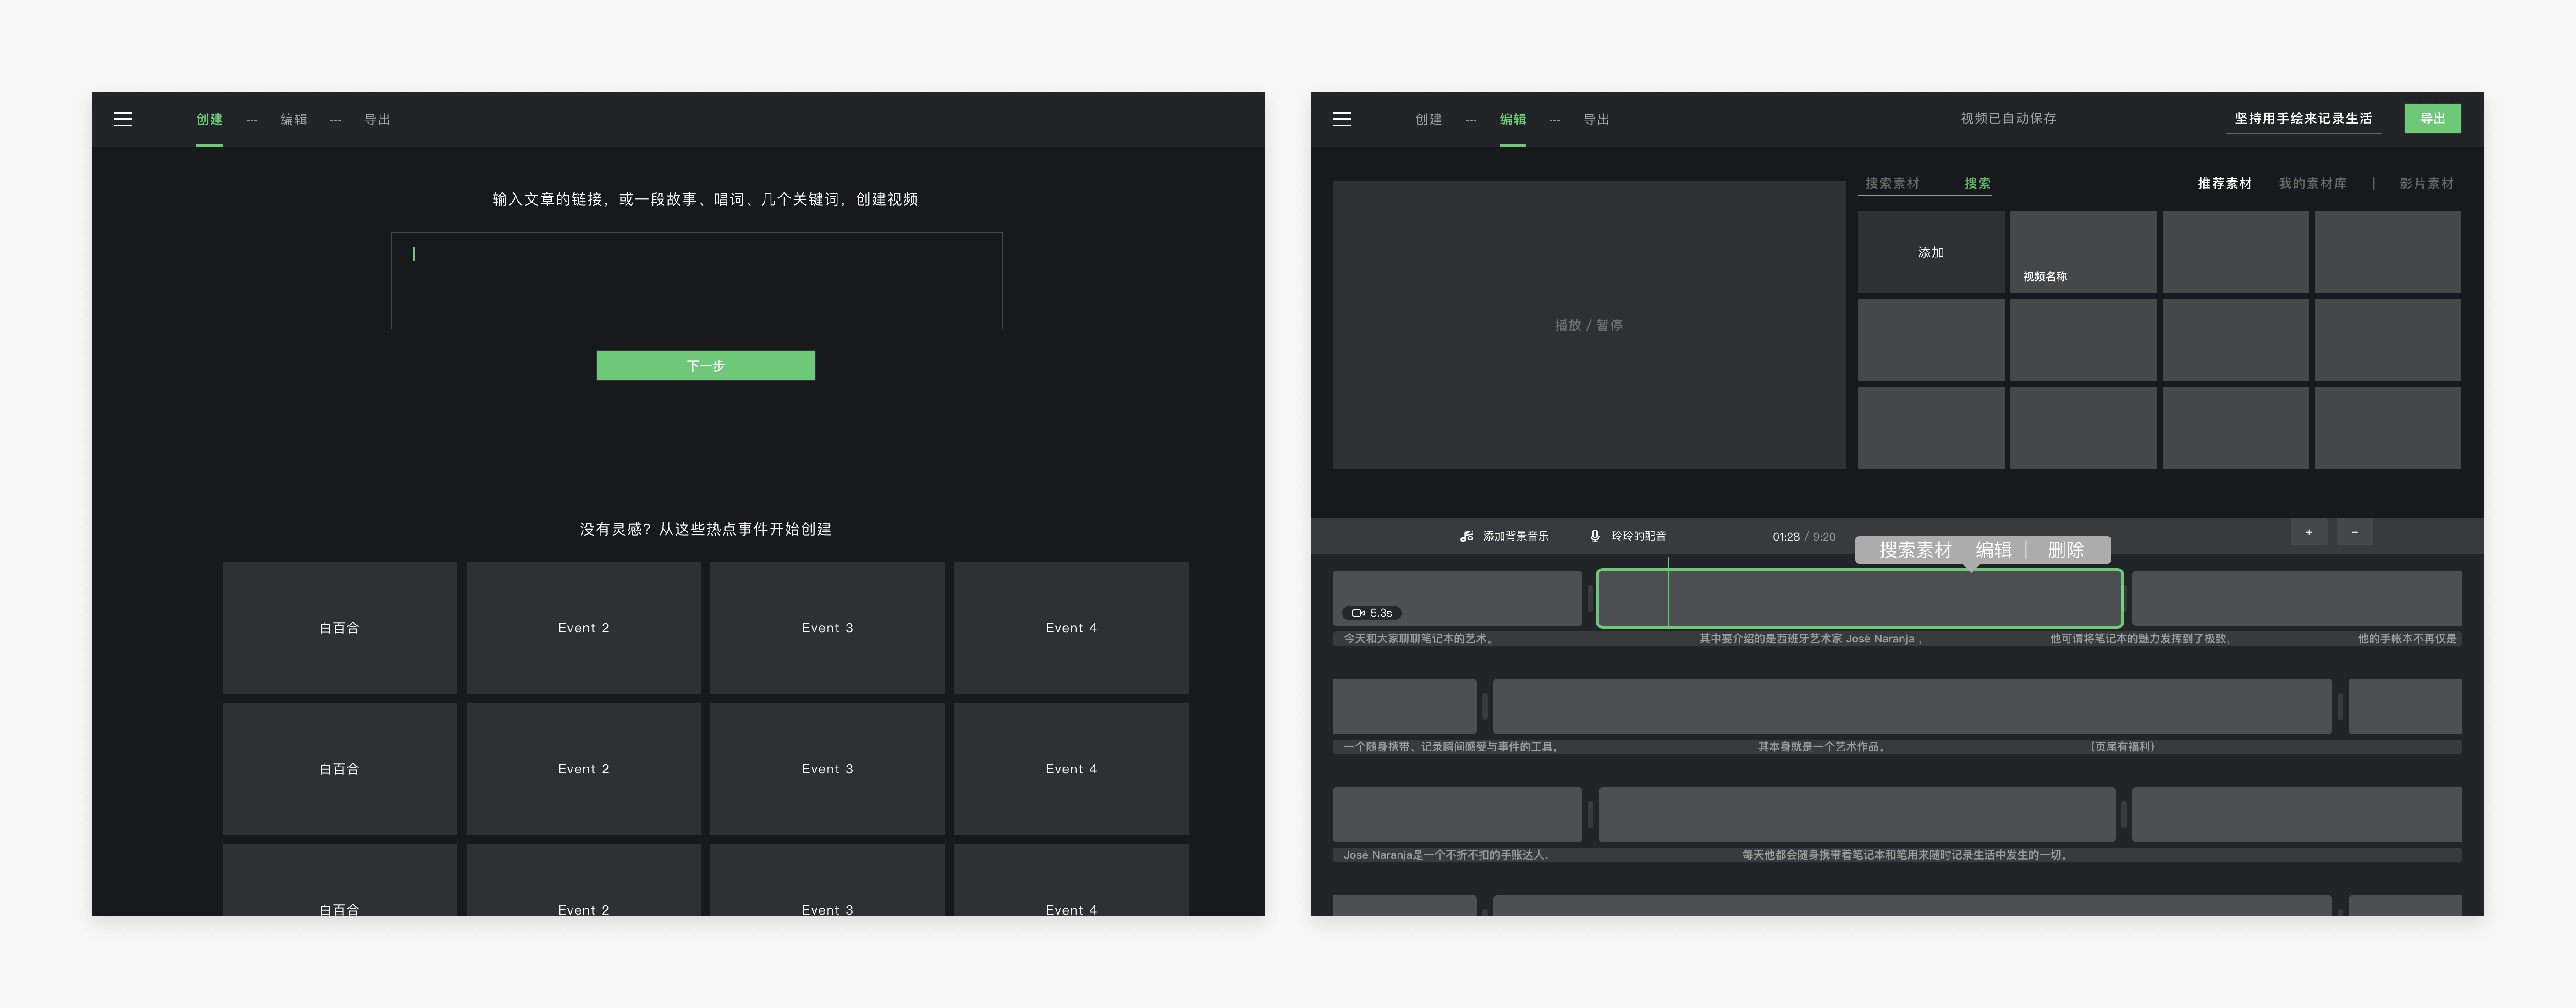 创建 --- 编辑 --- 导出
输入文章的链接，或一段故事、唱词、几个关键词，创建视频
下一步
没有灵感？从这些热点事件开始创建
白百合 Event 2 Event 3 Event 4
白百合 Event 2 Event 3 Event 4
白百合 Event 2 Event 3 Event 4
创建 --- 编辑 --- 导出 视频已自动保存 坚持用手绘来记录生活 导出
搜索素材 搜索 推荐素材 我的素材库 | 影片素材
添加
视频名称
播放 / 暂停
添加背景音乐 玲玲的配音 01:28 / 9:20 + -
搜索素材 编辑 | 删除
5.3s
今天和大家聊聊笔记本的艺术。 其中要介绍的是西班牙艺术家 José Naranja ， 他可谓将笔记本的魅力发挥到了极致， 他的手帐本不再仅是
一个随身携带、记录瞬间感受与事件的工具， 其本身就是一个艺术作品。 （页尾有福利）
José Naranja是一个不折不扣的手账达人， 每天他都会随身携带着笔记本和笔用来随时记录生活中发生的一切。